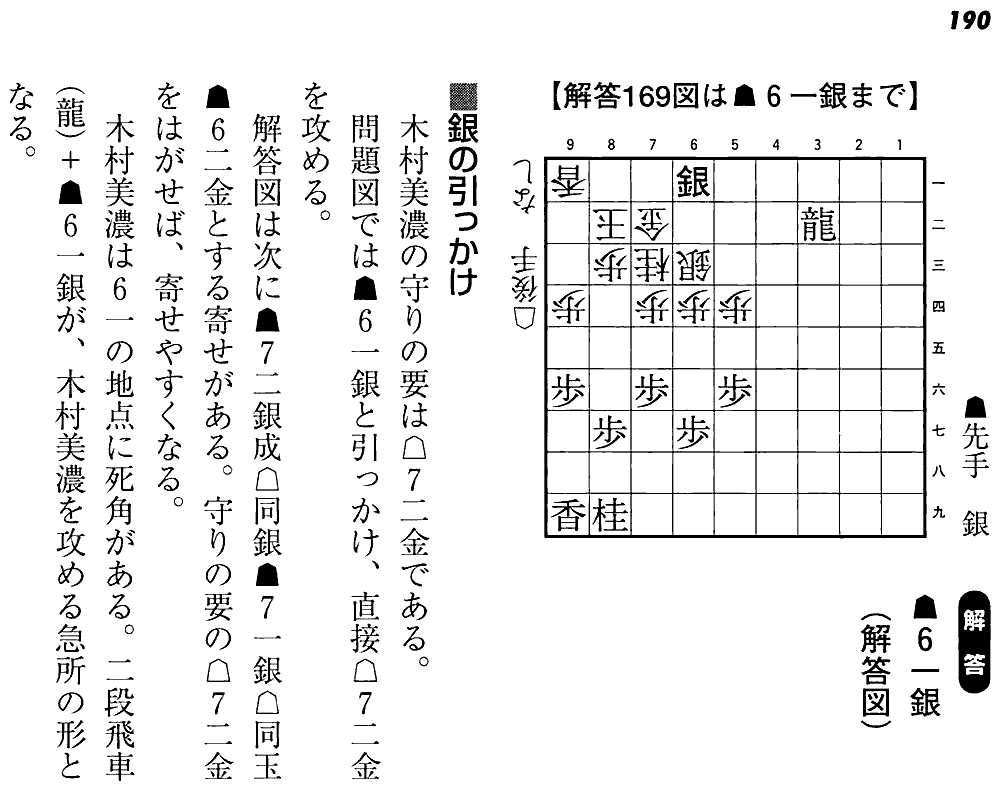 190
解答
☗6一銀
(解答図)
【解答169図は☗6一銀まで】
9 8 7 6 5 4 3 2 1
香 銀 一
王 金 龍 二
歩 桂 銀 三
歩 歩 歩 歩 四
五
歩 歩 歩 六
歩 歩 七
八
香 桂 九
☗先手 銀
☖後手 なし
■銀の引っかけ
木村美濃の守りの要は☖7二金である。
問題図では☗6一銀と引っかけ、直接☖7二金
を攻める。
解答図は次に☗7二銀成☖同銀☗7一銀☖同玉
☗6二金とする寄せがある。守りの要の☖7二金
をはがせば、寄せやすくなる。
木村美濃は6一の地点に死角がある。二段飛車
(龍)+☗6一銀が、木村美濃を攻める急所の形と
なる。